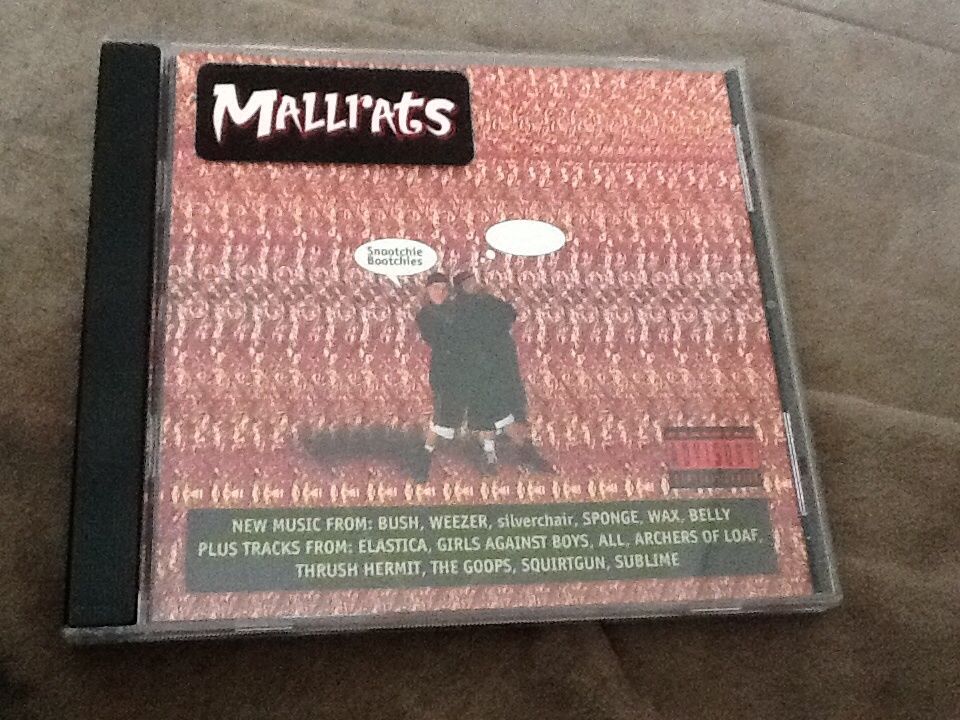 MALLrAts
Snootchie
Bootchies
NEW MUSIC FROM: BUSH, WEEZER, silverchair, SPONGE, WAX, BELLY
PLUS TRACKS FROM: ELASTICA, GIRLS AGAINST BOYS, ALL, ARCHERS OF LOAF,
THRUSH HERMIT, THE GOOPS, SQUIRTGUN, SUBLIME